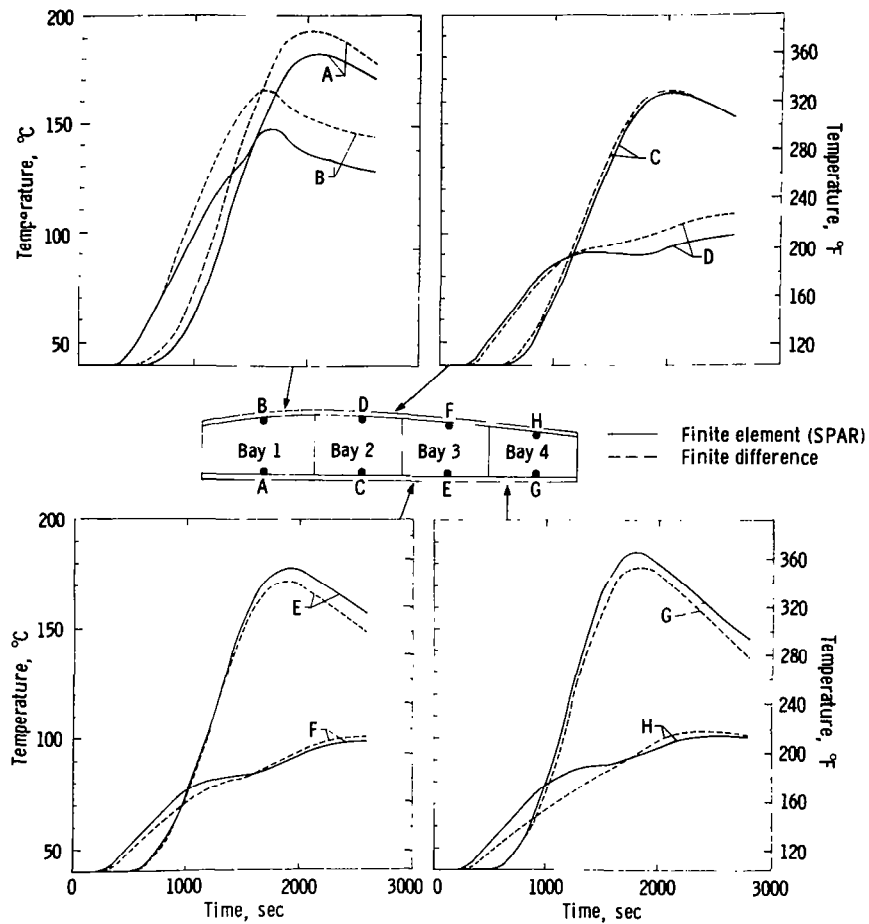 200
150
100
50
Temperature, °C
A
B
360
320
280
240
200
160
120
Temperature, °F
C
D
B
D
F
H
Bay 1
Bay 2
Bay 3
Bay 4
A
C
E
G
Finite element (SPAR)
Finite difference
200
150
100
50
Temperature, °C
E
F
0
1000
2000
3000
Time, sec
360
320
280
240
200
160
120
Temperature, °F
G
H
0
1000
2000
3000
Time, sec